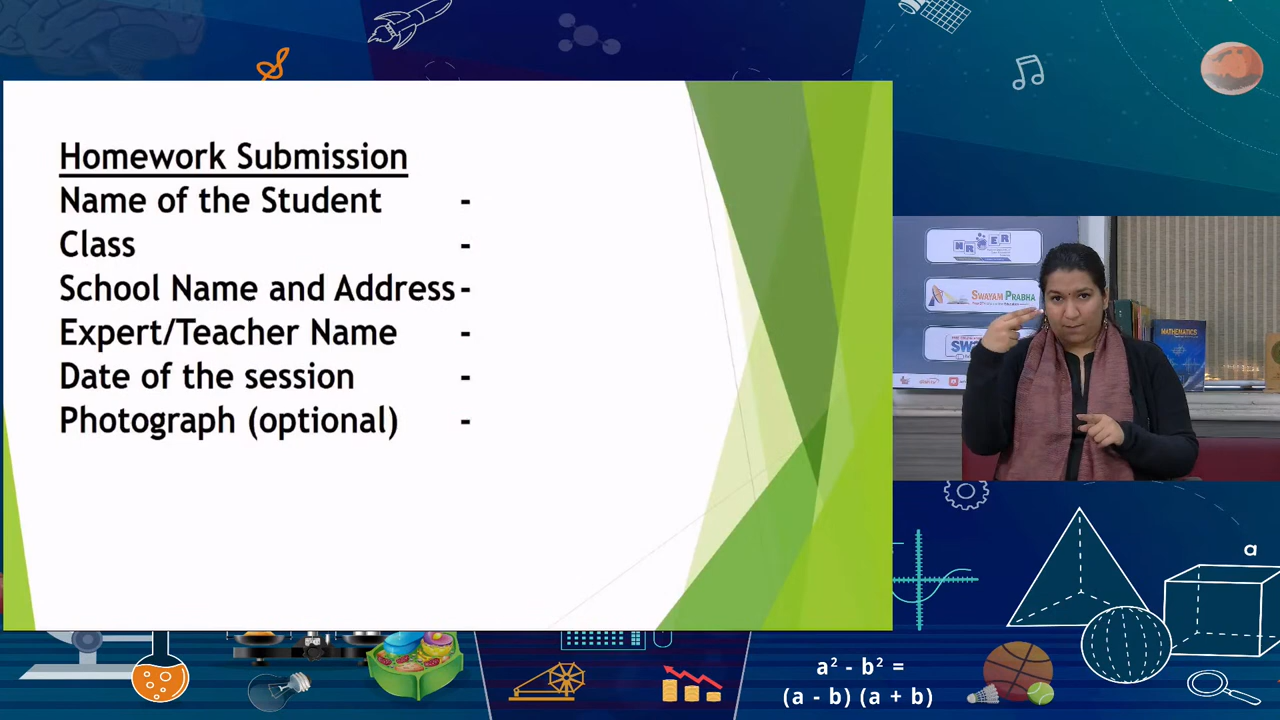 Homework Submission
Name of the Student -
Class -
School Name and Address -
Expert/Teacher Name -
Date of the session -
Photograph (optional) -
SWAYAM PRABHA
MATHEMATICS
a
a² - b² =
(a - b) (a + b)